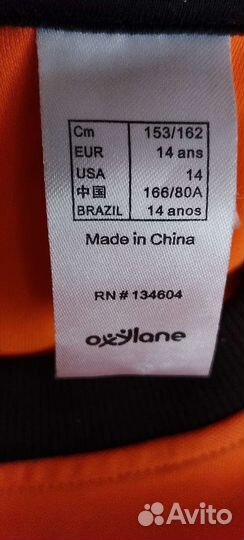 Cm 153/162
EUR 14 ans
USA 14
中国 166/80A
BRAZIL 14 anos
Made in China
RN # 134604
oxylane
Avito